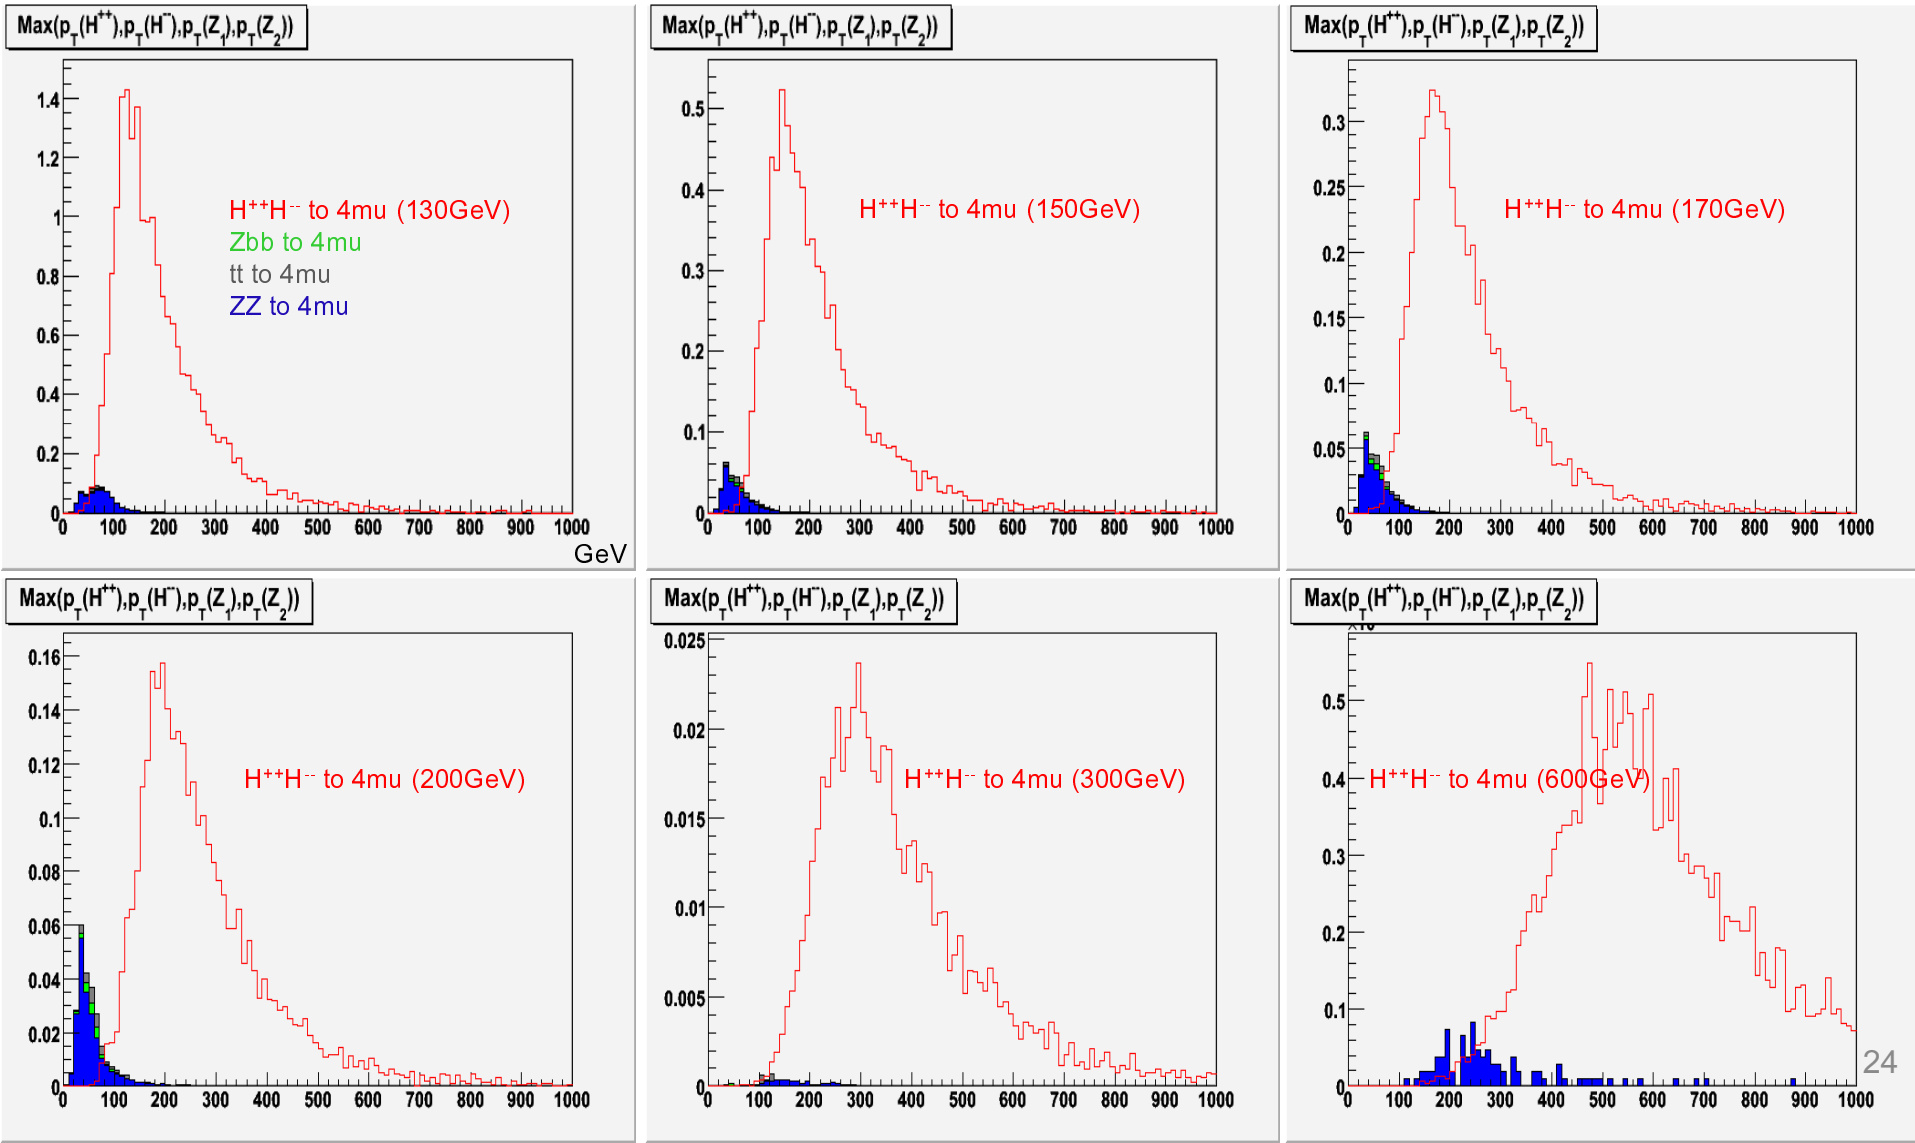 Max(p_T(H⁺⁺),p_T(H⁻⁻),p_T(Z_1),p_T(Z_2))
1.4
1.2
1
0.8
0.6
0.4
0.2
0
0 100 200 300 400 500 600 700 800 900 1000
GeV
H⁺⁺H⁻⁻ to 4mu (130GeV)
Zbb to 4mu
tt to 4mu
ZZ to 4mu
Max(p_T(H⁺⁺),p_T(H⁻⁻),p_T(Z_1),p_T(Z_2))
0.5
0.4
0.3
0.2
0.1
0
0 100 200 300 400 500 600 700 800 900 1000
H⁺⁺H⁻⁻ to 4mu (150GeV)
Max(p_T(H⁺⁺),p_T(H⁻⁻),p_T(Z_1),p_T(Z_2))
0.3
0.25
0.2
0.15
0.1
0.05
0
0 100 200 300 400 500 600 700 800 900 1000
H⁺⁺H⁻⁻ to 4mu (170GeV)
Max(p_T(H⁺⁺),p_T(H⁻⁻),p_T(Z_1),p_T(Z_2))
0.16
0.14
0.12
0.1
0.08
0.06
0.04
0.02
0
0 100 200 300 400 500 600 700 800 900 1000
H⁺⁺H⁻⁻ to 4mu (200GeV)
Max(p_T(H⁺⁺),p_T(H⁻⁻),p_T(Z_1),p_T(Z_2))
0.025
0.02
0.015
0.01
0.005
0
0 100 200 300 400 500 600 700 800 900 1000
H⁺⁺H⁻⁻ to 4mu (300GeV)
Max(p_T(H⁺⁺),p_T(H⁻⁻),p_T(Z_1),p_T(Z_2))
0.5
0.4
0.3
0.2
0.1
0
0 100 200 300 400 500 600 700 800 900 1000
H⁺⁺H⁻⁻ to 4mu (600GeV)
24